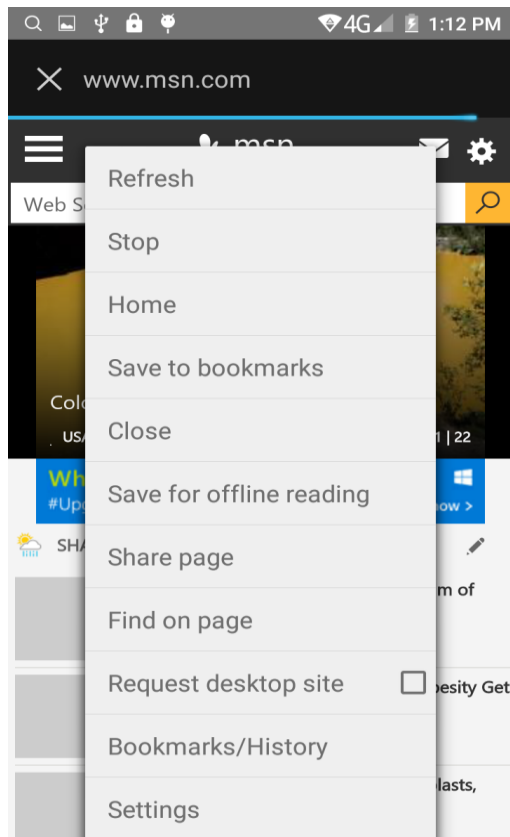 4G 1:12 PM
www.msn.com
msn
Web S
Refresh
Stop
Home
Save to bookmarks
Colo
Close
US/
1 | 22
Wh
#Upg
now >
Save for offline reading
SHA
Share page
m of
Find on page
Request desktop site
besity Get
Bookmarks/History
lasts,
Settings